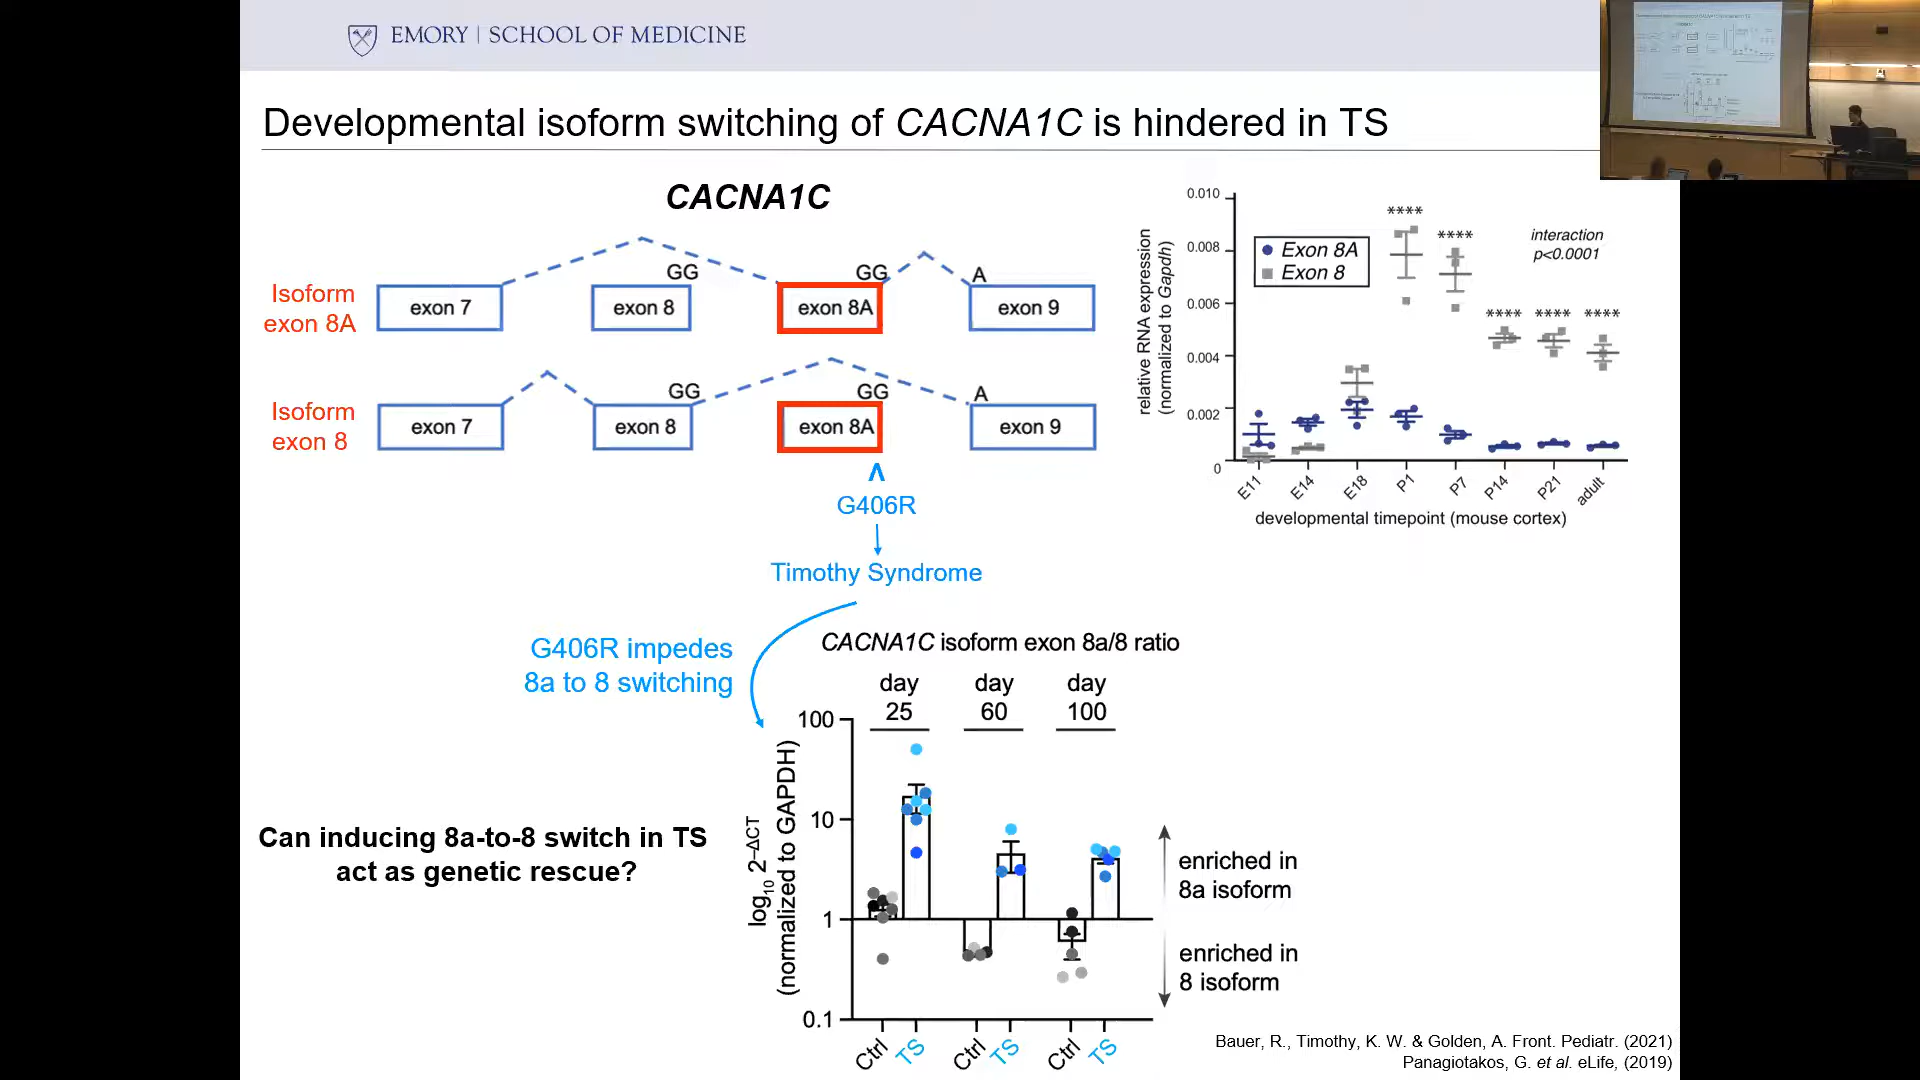 EMORY | SCHOOL OF MEDICINE
Developmental isoform switching of CACNA1C is hindered in TS
CACNA1C
Isoform
exon 8A
exon 7
exon 8
GG
exon 8A
GG
A
exon 9
Isoform
exon 8
exon 7
exon 8
GG
exon 8A
GG
A
exon 9
G406R
Timothy Syndrome
G406R impedes
8a to 8 switching
Can inducing 8a-to-8 switch in TS
act as genetic rescue?
relative RNA expression
(normalized to Gapdh)
0.010
0.008
0.006
0.004
0.002
0
Exon 8A
Exon 8
**** **** **** **** ****
interaction
p<0.0001
E11 E14 E18 P1 P7 P14 P21 adult
developmental timepoint (mouse cortex)
CACNA1C isoform exon 8a/8 ratio
day
25
day
60
day
100
log10 2−ΔCT
(normalized to GAPDH)
100
10
1
0.1
Ctrl TS Ctrl TS Ctrl TS
enriched in
8a isoform
enriched in
8 isoform
Bauer, R., Timothy, K. W. & Golden, A. Front. Pediatr. (2021)
Panagiotakos, G. et al. eLife, (2019)